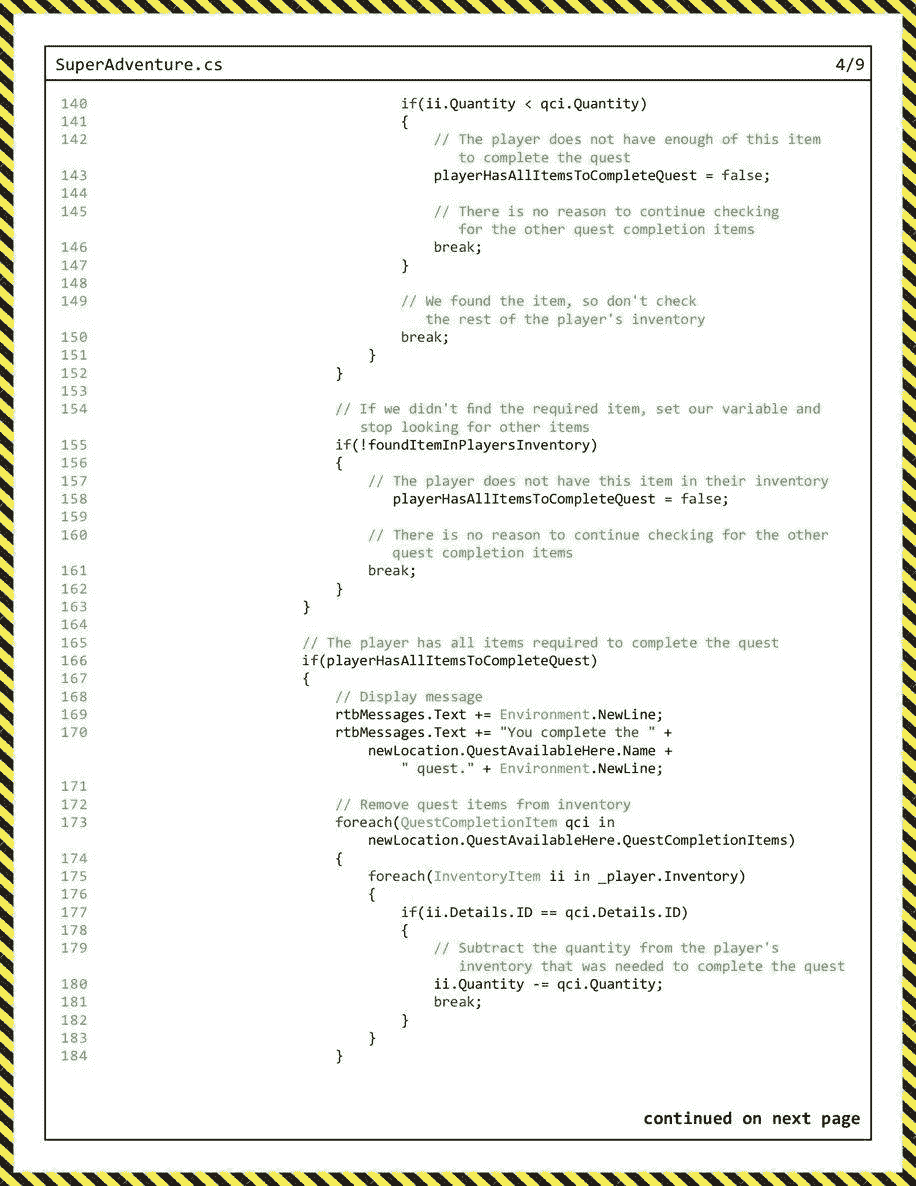 SuperAdventure.cs 4/9
140 if(ii.Quantity < qci.Quantity)
141 {
142 // The player does not have enough of this item
to complete the quest
143 playerHasAllItemsToCompleteQuest = false;
144
145 // There is no reason to continue checking
for the other quest completion items
146 break;
147 }
148
149 // We found the item, so don't check
the rest of the player's inventory
150 break;
151 }
152 }
153
154 // If we didn't find the required item, set our variable and
stop looking for other items
155 if(!foundItemInPlayersInventory)
156 {
157 // The player does not have this item in their inventory
158 playerHasAllItemsToCompleteQuest = false;
159
160 // There is no reason to continue checking for the other
quest completion items
161 break;
162 }
163 }
164
165 // The player has all items required to complete the quest
166 if(playerHasAllItemsToCompleteQuest)
167 {
168 // Display message
169 rtbMessages.Text += Environment.NewLine;
170 rtbMessages.Text += "You complete the " +
newLocation.QuestAvailableHere.Name +
" quest." + Environment.NewLine;
171
172 // Remove quest items from inventory
173 foreach(QuestCompletionItem qci in
newLocation.QuestAvailableHere.QuestCompletionItems)
174 {
175 foreach(InventoryItem ii in _player.Inventory)
176 {
177 if(ii.Details.ID == qci.Details.ID)
178 {
179 // Subtract the quantity from the player's
inventory that was needed to complete the quest
180 ii.Quantity -= qci.Quantity;
181 break;
182 }
183 }
184 }
continued on next page